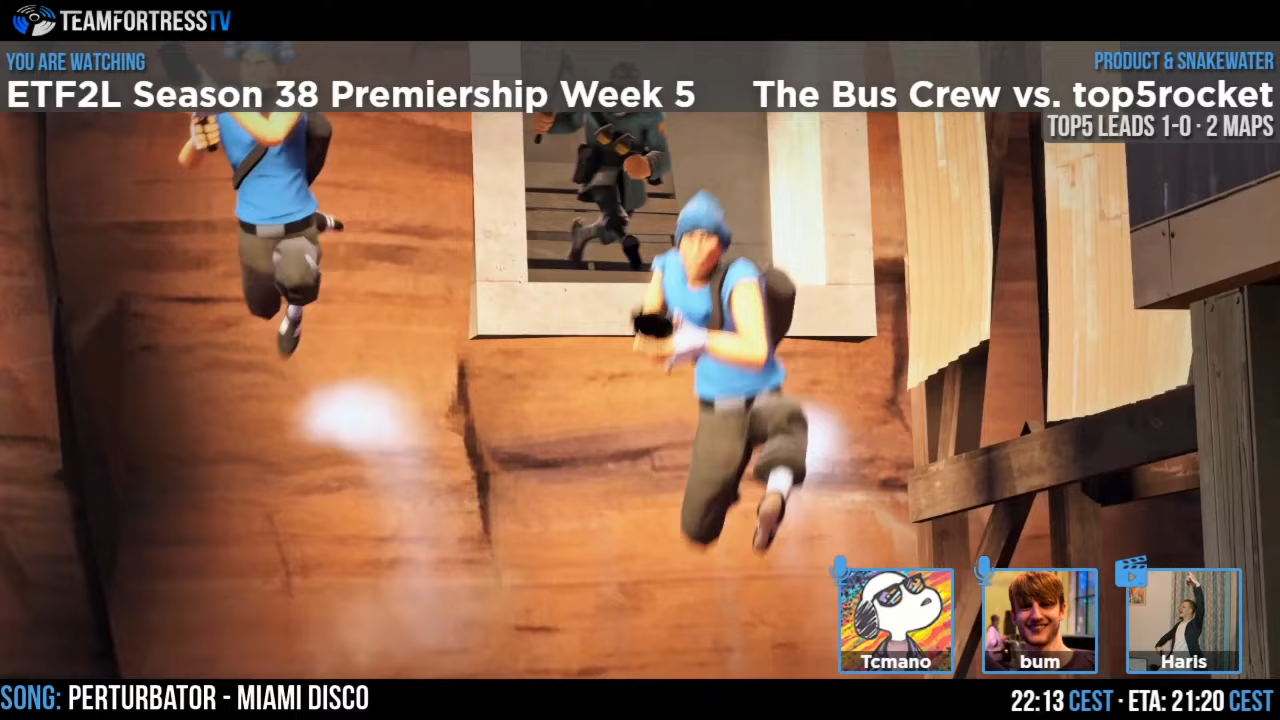 TEAMFORTRESSTV
YOU ARE WATCHING
PRODUCT & SNAKEWATER
ETF2L Season 38 Premiership Week 5
The Bus Crew vs. top5rocket
TOP5 LEADS 1-0 · 2 MAPS
Tcmano
bum
Haris
SONG: PERTURBATOR - MIAMI DISCO
22:13 CEST · ETA: 21:20 CEST